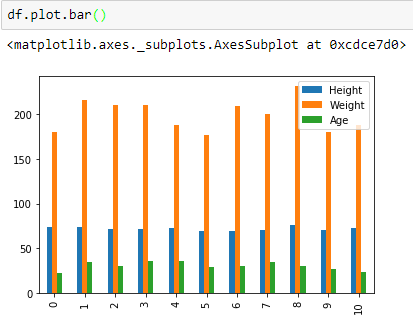 df.plot.bar()
<matplotlib.axes._subplots.AxesSubplot at 0xcdce7d0>
Height
Weight
Age
200
150
100
50
0
0 1 2 3 4 5 6 7 8 9 10